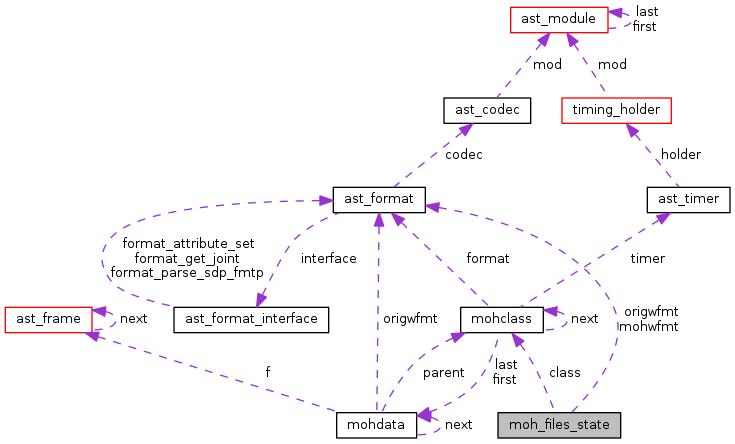 ast_module
last
first
mod
mod
ast_codec
timing_holder
codec
holder
ast_format
ast_timer
format_attribute_set
format_get_joint
format_parse_sdp_fmtp
interface
format
timer
ast_frame
next
ast_format_interface
origwfmt
mohclass
next
origwfmt
mohwfmt
f
parent
last
first
class
mohdata
next
moh_files_state